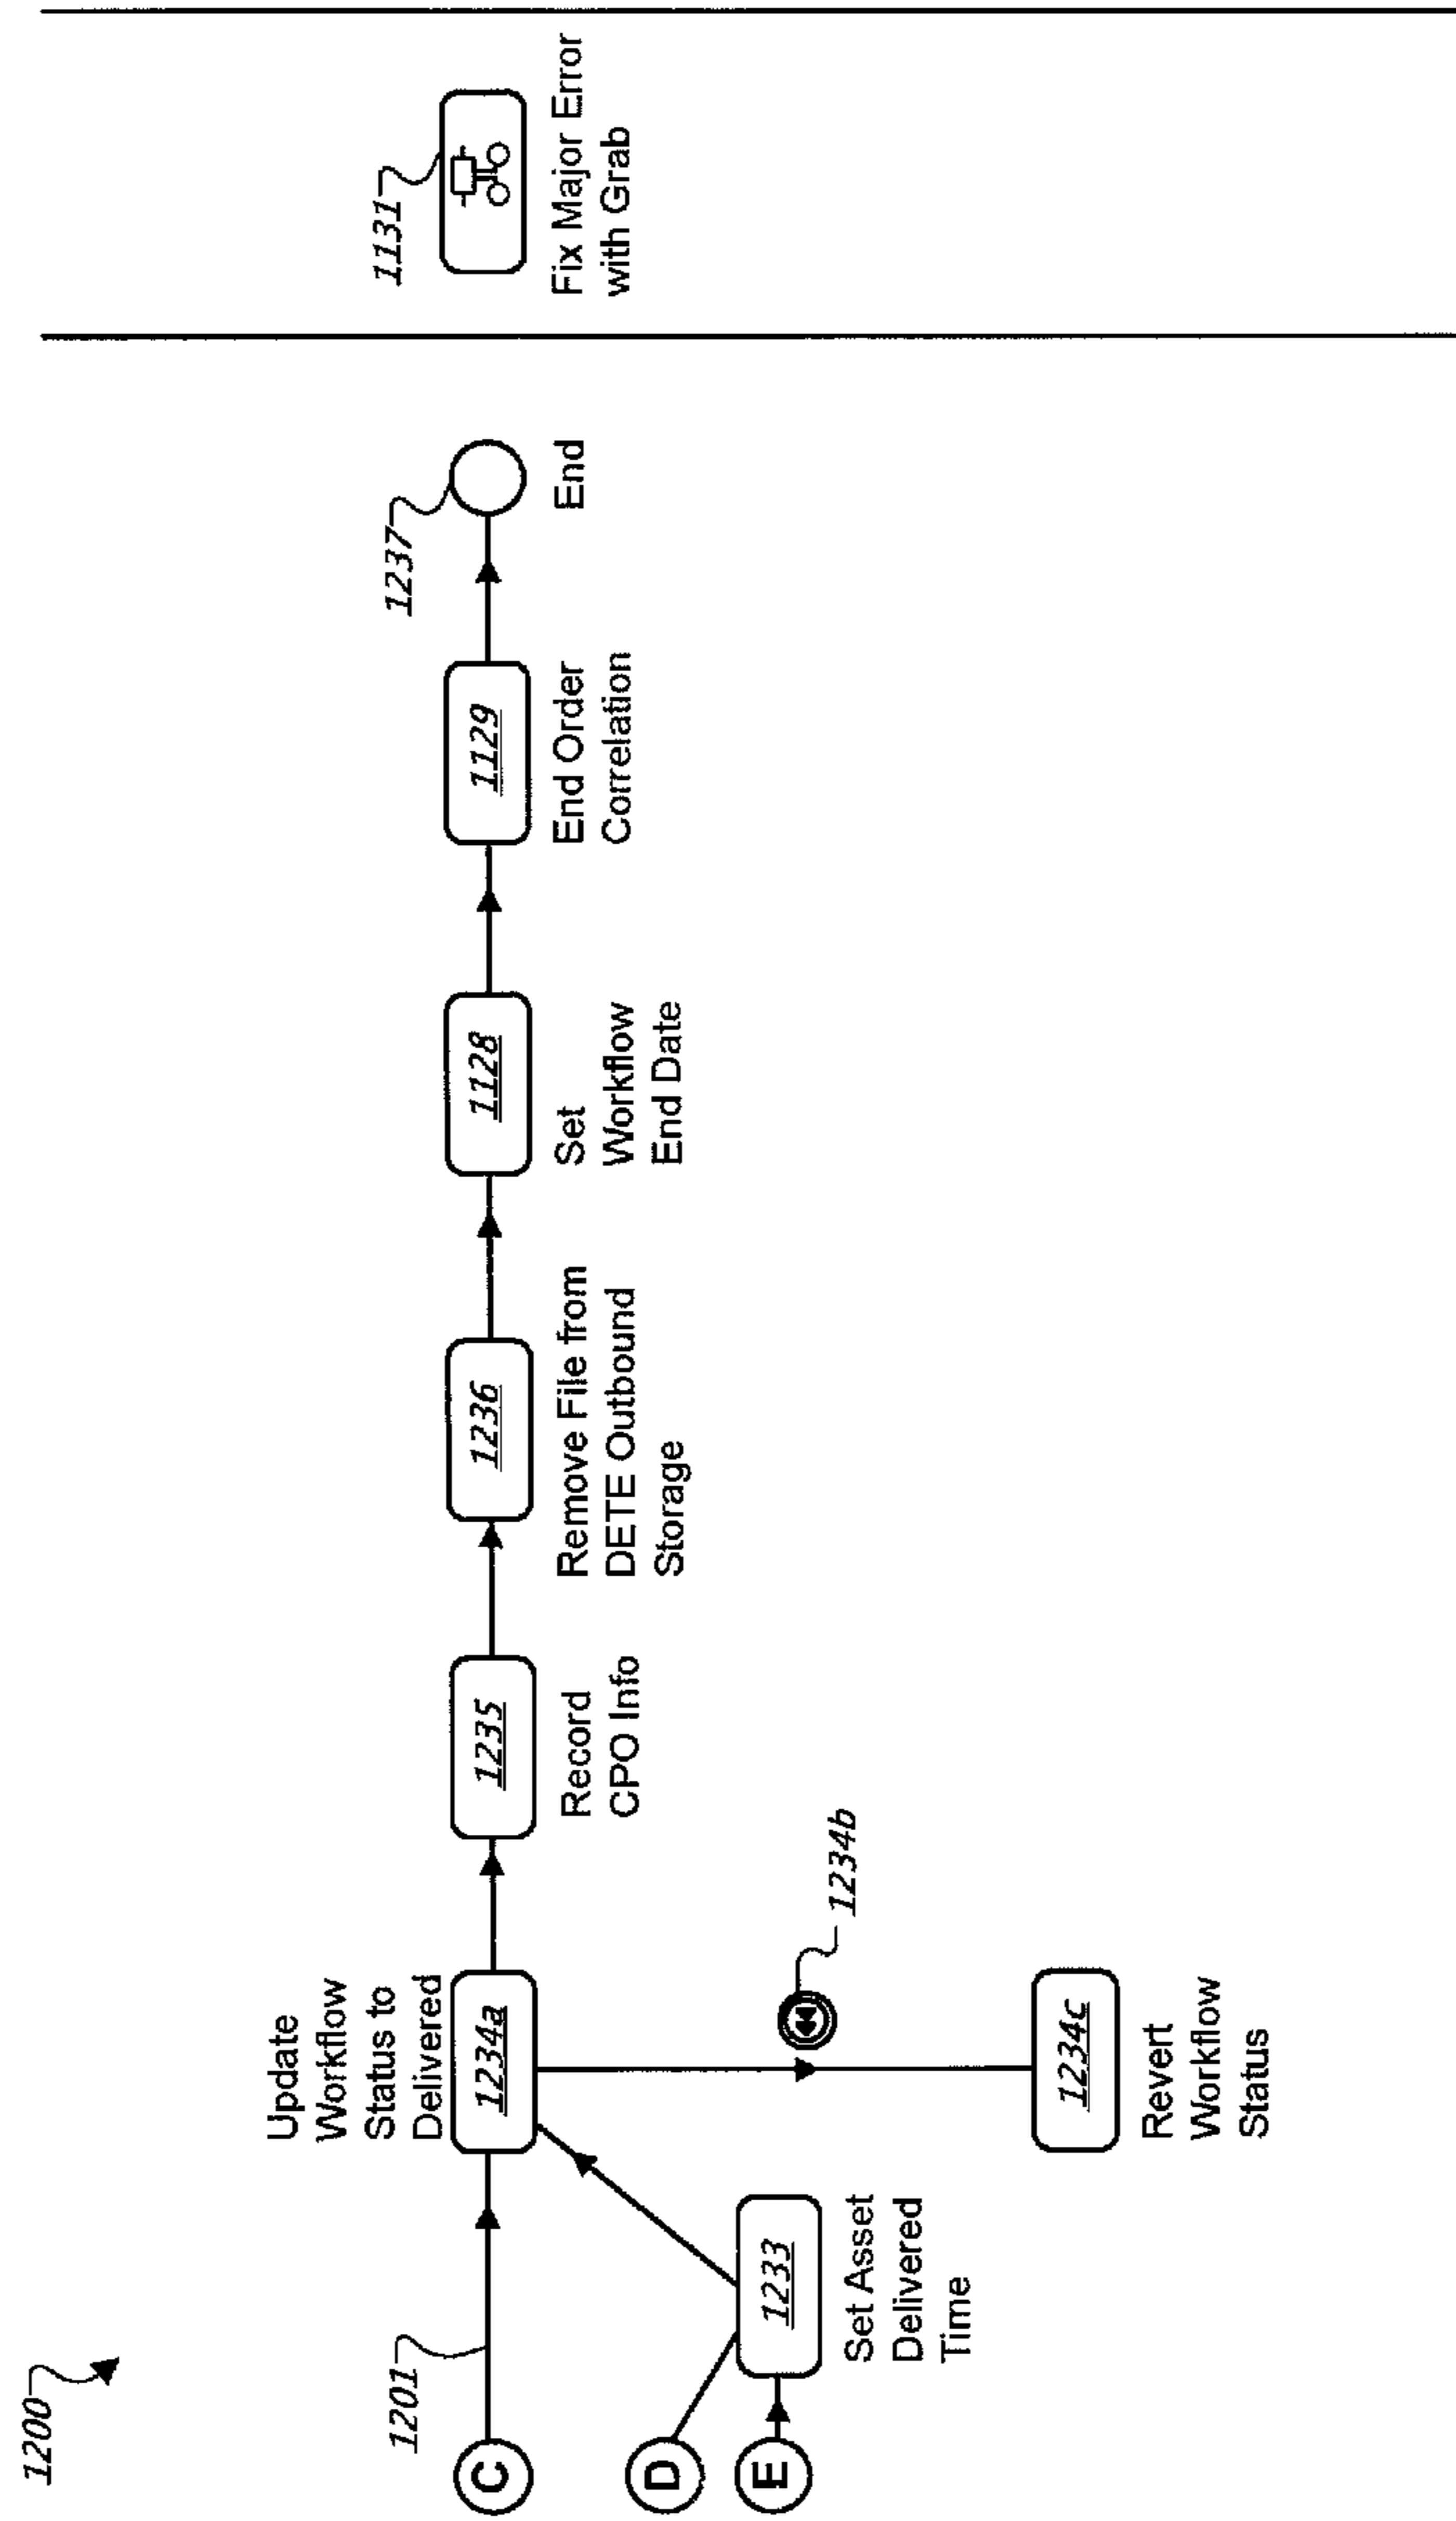 1200
C
1201
D
E
1233
Set Asset
Delivered
Time
Update
Workflow
Status to
Delivered
1234a
1234b
1234c
Revert
Workflow
Status
1235
Record
CPO Info
1236
Remove File from
DETE Outbound
Storage
1128
Set
Workflow
End Date
1129
End Order
Correlation
1237
End
1131
Fix Major Error
with Grab